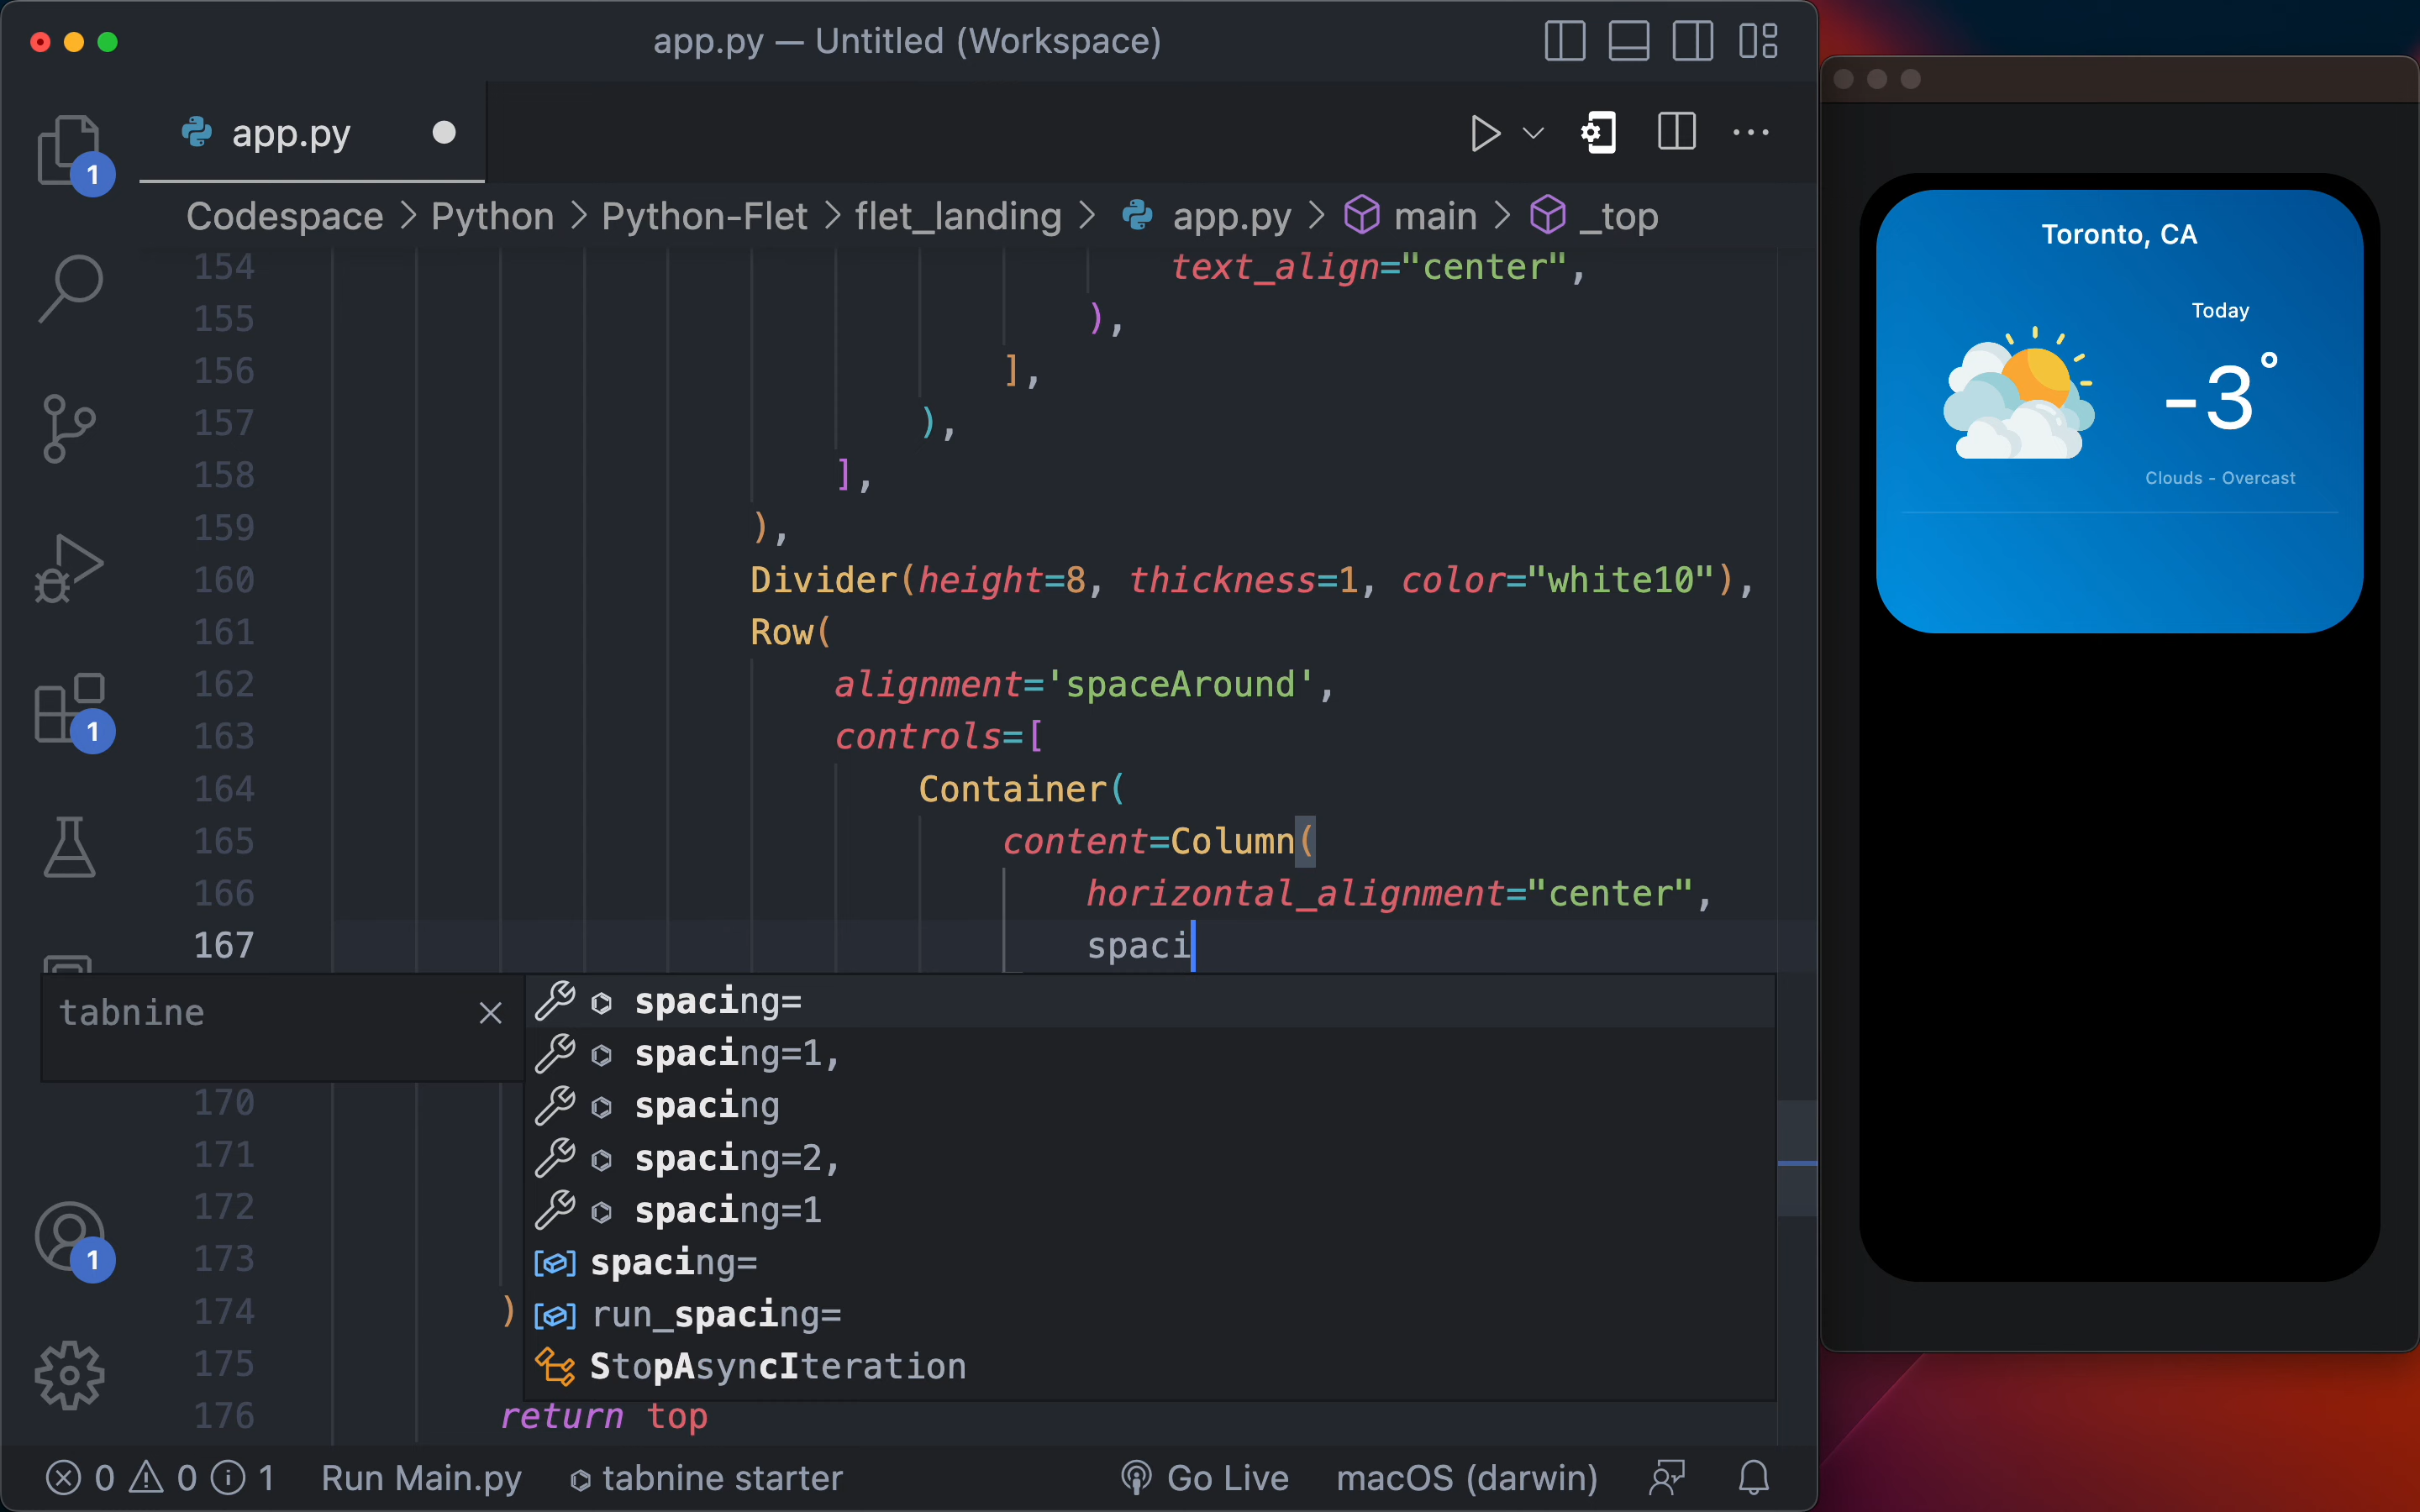 app.py — Untitled (Workspace)
app.py
1
Codespace > Python > Python-Flet > flet_landing > app.py > main > _top
154 text_align="center",
155 ),
156 ],
157 ),
158 ],
159 ),
160 Divider(height=8, thickness=1, color="white10"),
161 Row(
162 alignment='spaceAround',
163 controls=[
164 Container(
165 content=Column(
166 horizontal_alignment="center",
167 spaci
1
tabnine
spacing=
spacing=1,
spacing
spacing=2,
spacing=1
spacing=
run_spacing=
StopAsyncIteration
170
171
172
173
174 )
175
176 return top
1
0 0 1 Run Main.py tabnine starter Go Live macOS (darwin)
Toronto, CA
Today
-3°
Clouds - Overcast